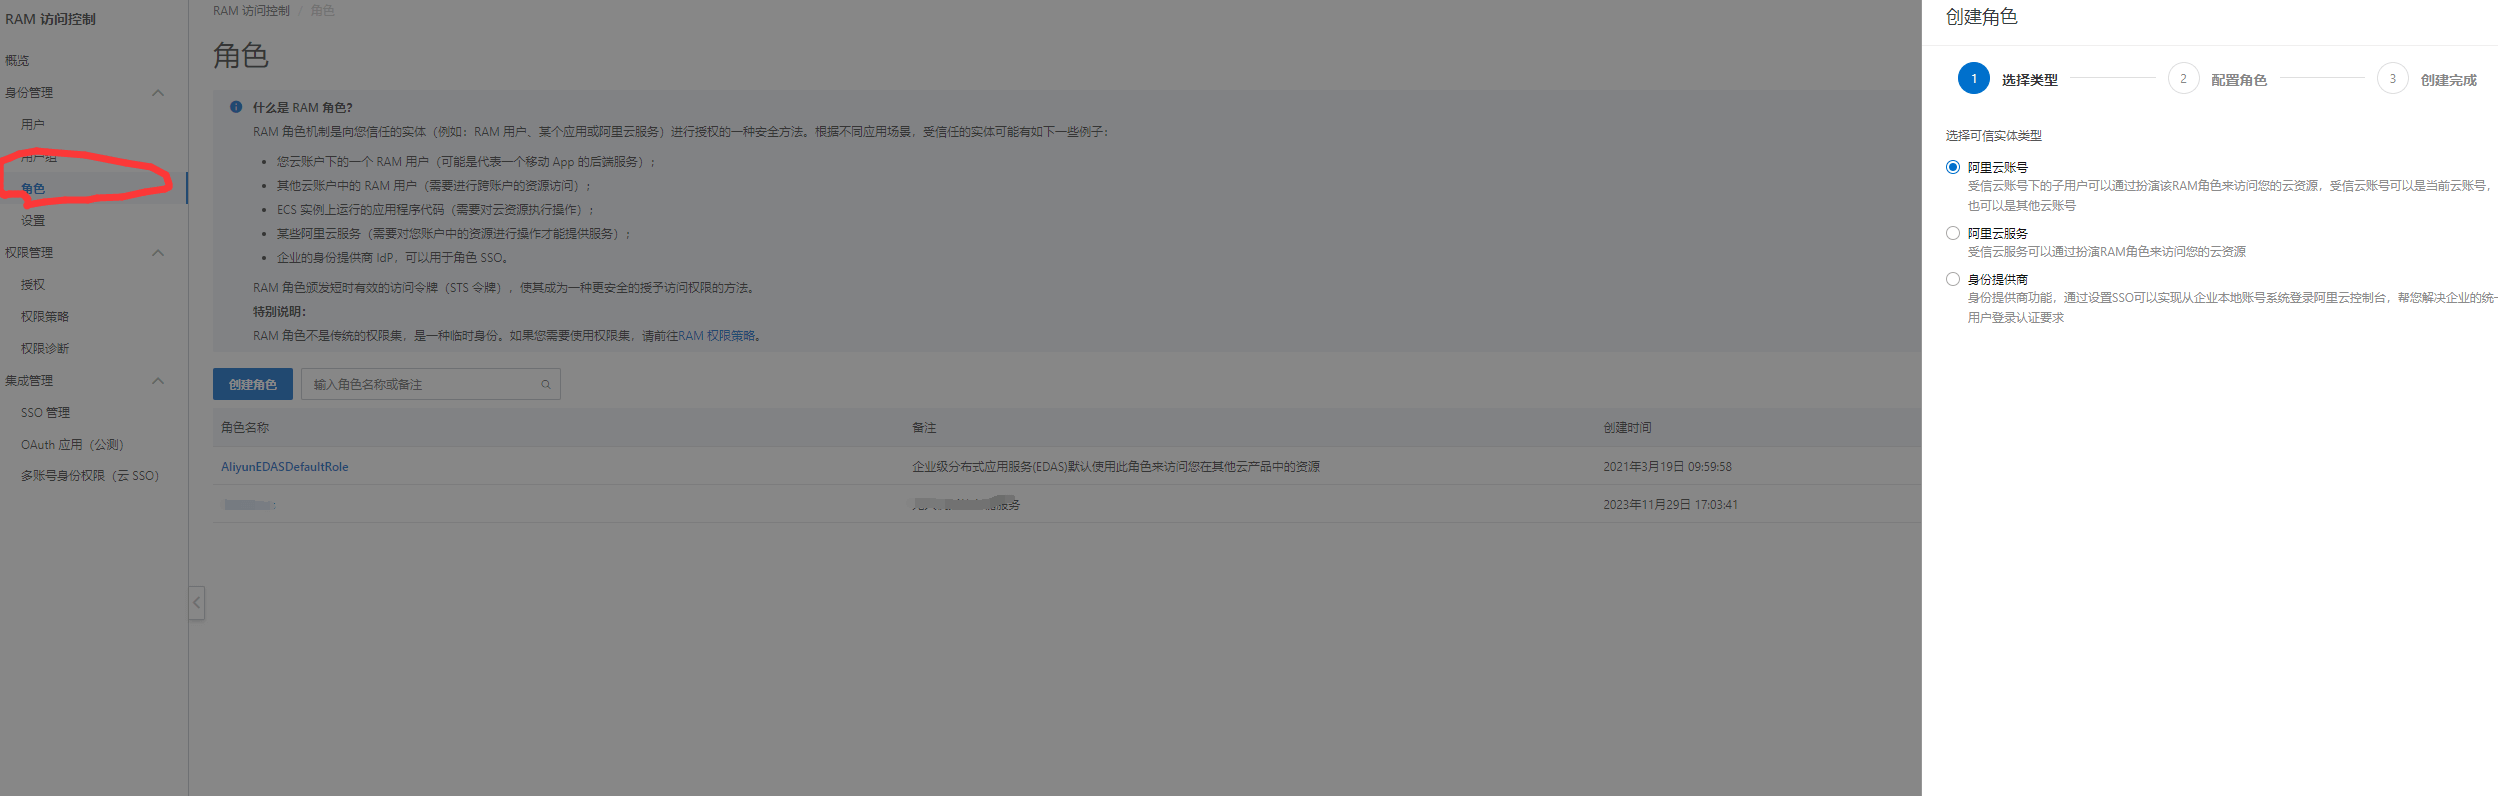 RAM 访问控制
概览
身份管理
用户
用户组
角色
设置
权限管理
授权
权限策略
权限诊断
集成管理
SSO 管理
OAuth 应用（公测）
多账号身份权限（云 SSO）
RAM 访问控制 / 角色
角色
什么是 RAM 角色？
RAM 角色机制是向您信任的实体（例如：RAM 用户、某个应用或阿里云服务）进行授权的一种安全方法。根据不同应用场景，受信任的实体可能有如下一些例子：
• 您云账户下的一个 RAM 用户（可能是代表一个移动 App 的后端服务）；
• 其他云账户中的 RAM 用户（需要进行跨账户的资源访问）；
• ECS 实例上运行的应用程序代码（需要对云资源执行操作）；
• 某些阿里云服务（需要对您账户中的资源进行操作才能提供服务）；
• 企业的身份提供商 IdP，可以用于角色 SSO。
RAM 角色颁发短时有效的访问令牌（STS 令牌），使其成为一种更安全的授予访问权限的方法。
特别说明：
RAM 角色不是传统的权限集，是一种临时身份。如果您需要使用权限集，请前往RAM 权限策略。
创建角色 输入角色名称或备注
角色名称 备注 创建时间
AliyunEDASDefaultRole 企业级分布式应用服务(EDAS)默认使用此角色来访问您在其他云产品中的资源 2021年3月19日 09:59:58
服务 2023年11月29日 17:03:41
创建角色
1 选择类型 2 配置角色 3 创建完成
选择可信实体类型
阿里云账号
受信云账号下的子用户可以通过扮演该RAM角色来访问您的云资源，受信云账号可以是当前云账号，
也可以是其他云账号
阿里云服务
受信云服务可以通过扮演RAM角色来访问您的云资源
身份提供商
身份提供商功能，通过设置SSO可以实现从企业本地账号系统登录阿里云控制台，帮您解决企业的统一
用户登录认证要求